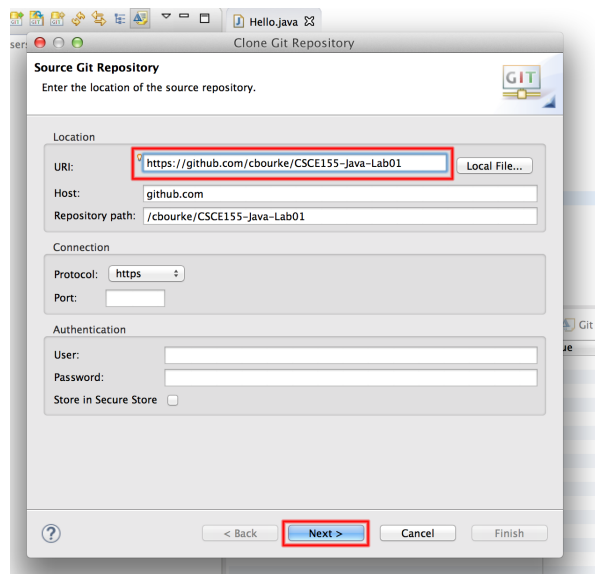 Hello.java
sers
Clone Git Repository
Source Git Repository
Enter the location of the source repository.
GIT
Location
URI: https://github.com/cbourke/CSCE155-Java-Lab01 Local File...
Host: github.com
Repository path: /cbourke/CSCE155-Java-Lab01
Connection
Protocol: https
Port:
Git
Authentication
ue
User:
Password:
Store in Secure Store
? < Back Next > Cancel Finish